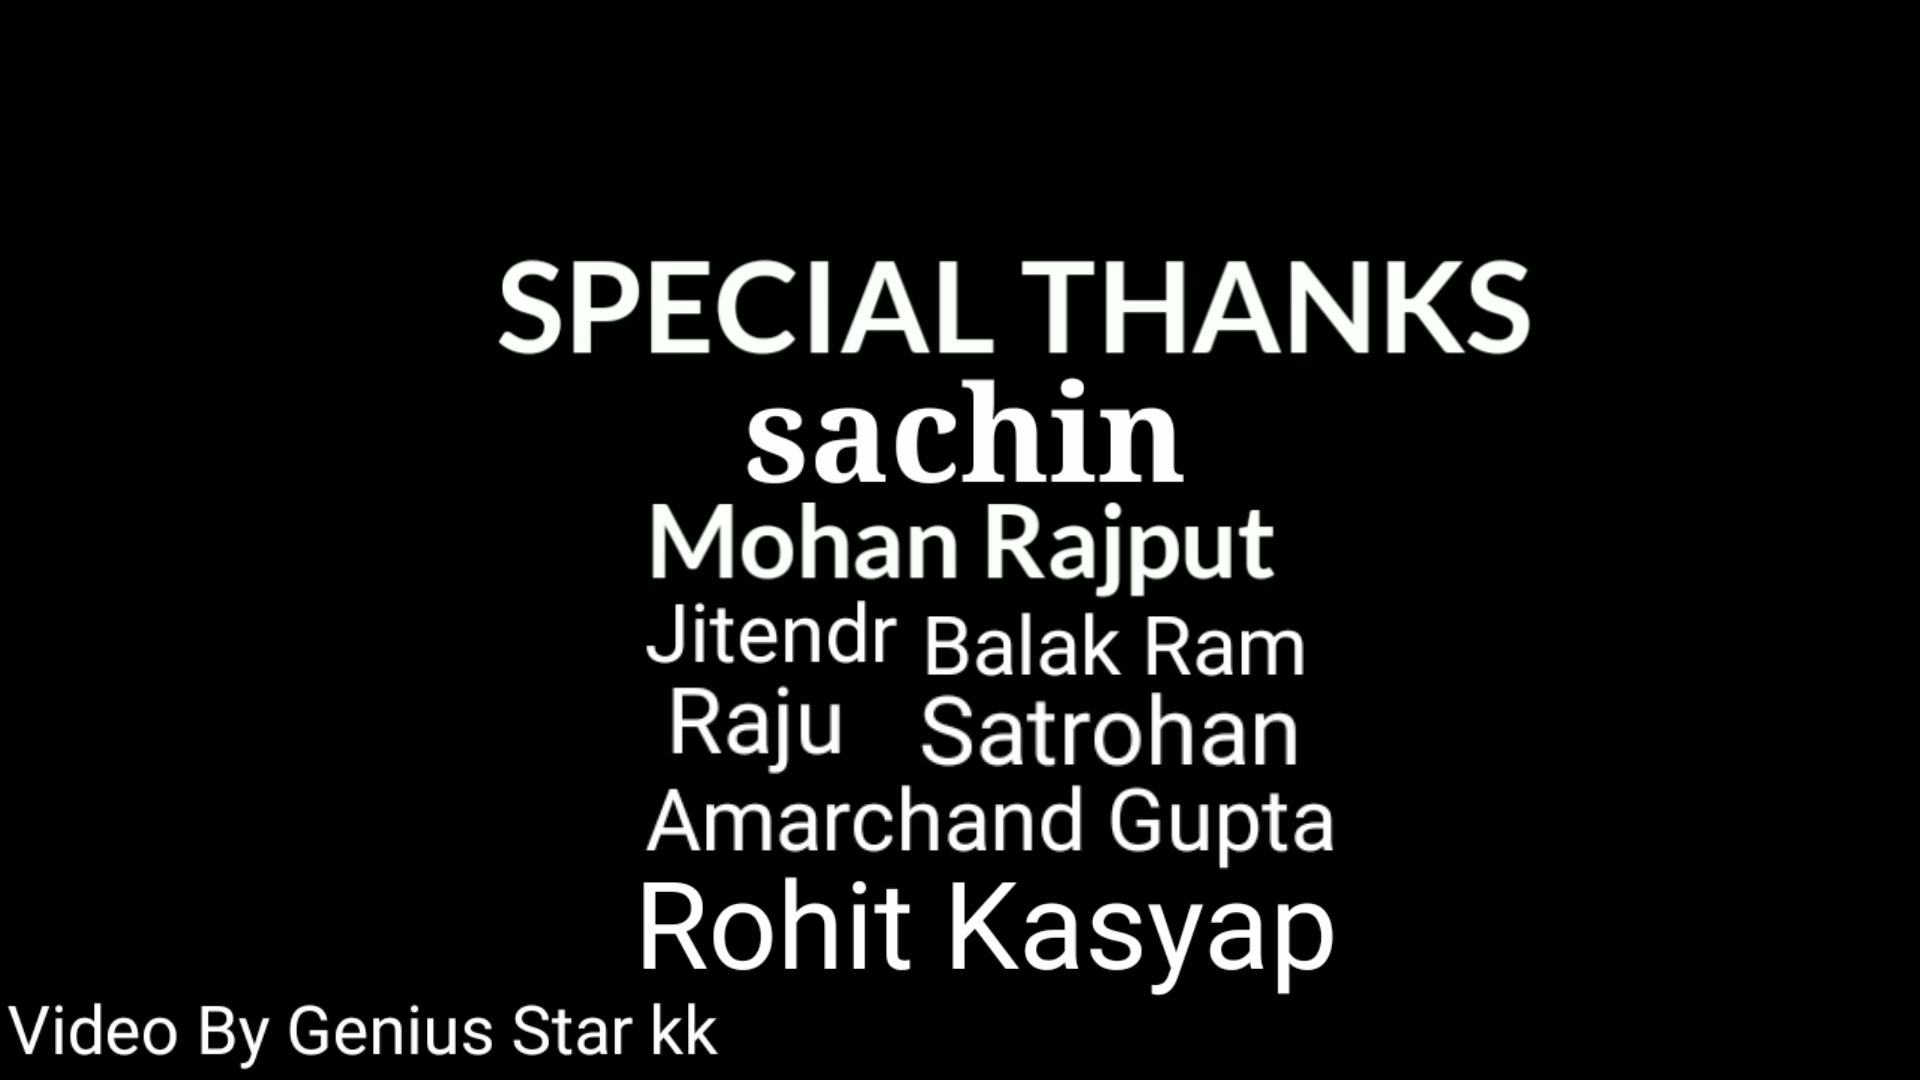 SPECIAL THANKS
sachin
Mohan Rajput
Jitendr Balak Ram
Raju Satrohan
Amarchand Gupta
Rohit Kasyap
Video By Genius Star kk